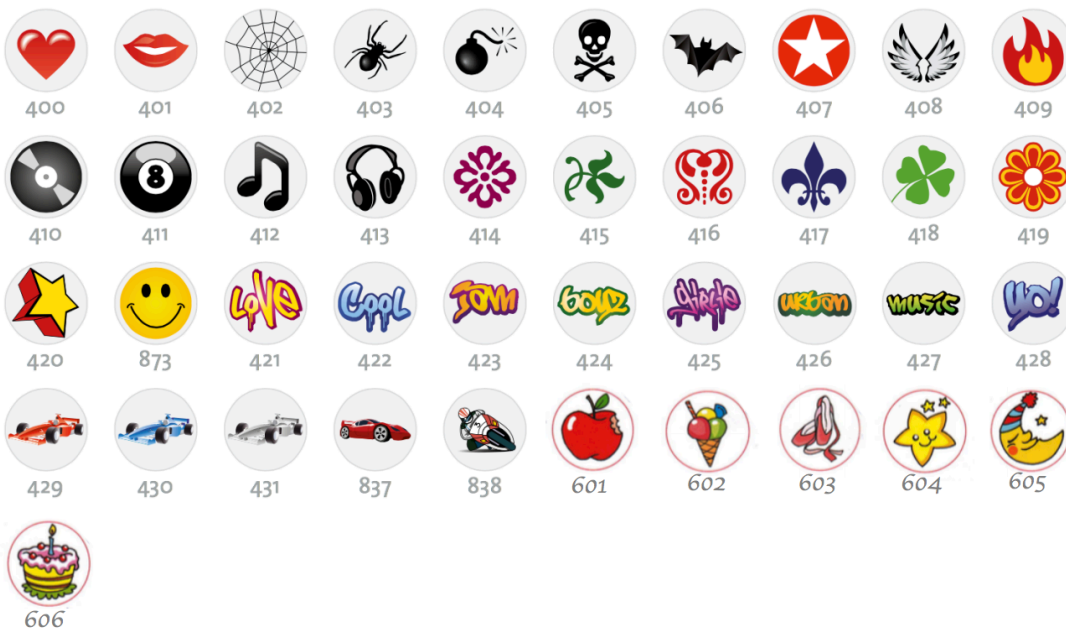 400 401 402 403 404 405 406 407 408 409
8
410 411 412 413 414 415 416 417 418 419
LOVE COOL JAM boyz girlie URBAN MUSIC YO!
420 873 421 422 423 424 425 426 427 428
429 430 431 837 838 601 602 603 604 605
606